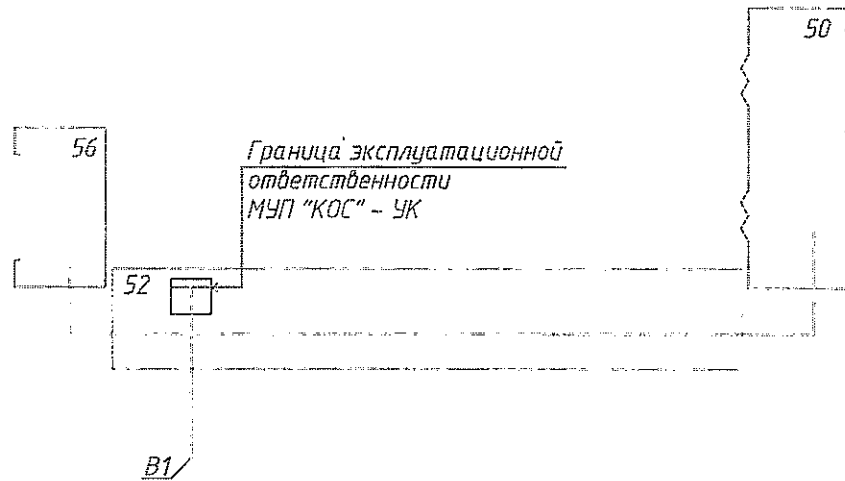 50
56
Граница эксплуатационной
ответственности
МУП "КОС" - УК
52
В1